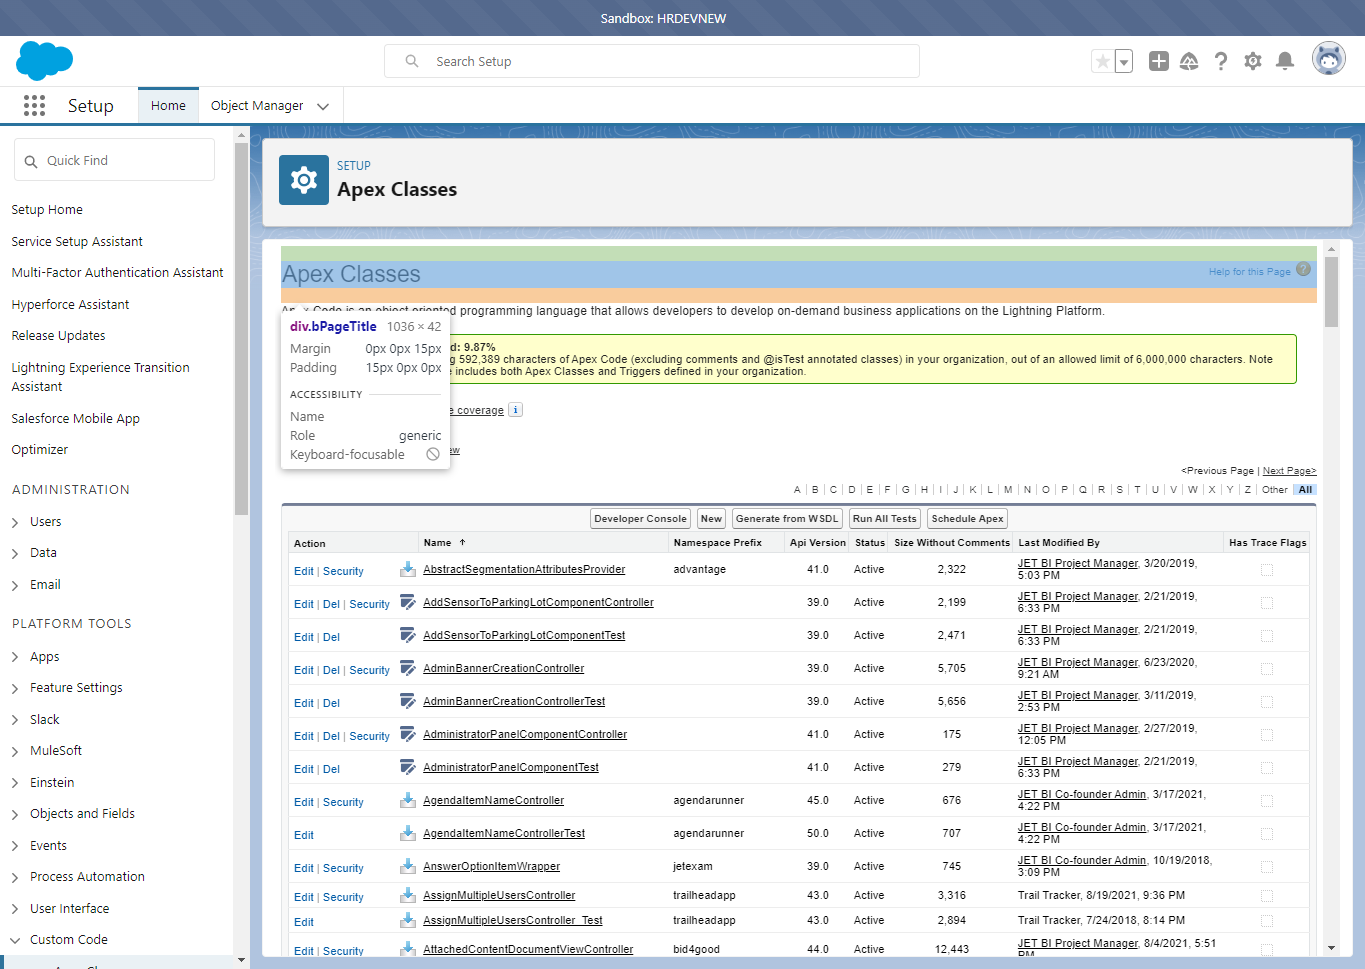 Sandbox: HRDEVNEW
Search Setup
Setup
Home
Object Manager
Quick Find
Setup Home
Service Setup Assistant
Multi-Factor Authentication Assistant
Hyperforce Assistant
Release Updates
Lightning Experience Transition
Assistant
Salesforce Mobile App
Optimizer
ADMINISTRATION
Users
Data
Email
PLATFORM TOOLS
Apps
Feature Settings
Slack
MuleSoft
Einstein
Objects and Fields
Events
Process Automation
User Interface
Custom Code
SETUP
Apex Classes
Apex Classes
Help for this Page ?
Apex Code is an object oriented programming language that allows developers to develop on-demand business applications on the Lightning Platform.
div.bPageTitle 1036 × 42
Margin 0px 0px 15px
Padding 15px 0px 0px
ACCESSIBILITY
Name
Role generic
Keyboard-focusable
d: 9.87%
g 592,389 characters of Apex Code (excluding comments and @isTest annotated classes) in your organization, out of an allowed limit of 6,000,000 characters. Note
e includes both Apex Classes and Triggers defined in your organization.
e coverage i
ew
<Previous Page | Next Page>
A | B | C | D | E | F | G | H | I | J | K | L | M | N | O | P | Q | R | S | T | U | V | W | X | Y | Z | Other All
Developer Console New Generate from WSDL Run All Tests Schedule Apex
Action Name ↑ Namespace Prefix Api Version Status Size Without Comments Last Modified By Has Trace Flags
Edit | Security AbstractSegmentationAttributesProvider advantage 41.0 Active 2,322 JET BI Project Manager, 3/20/2019,
5:03 PM
Edit | Del | Security AddSensorToParkingLotComponentController 39.0 Active 2,199 JET BI Project Manager, 2/21/2019,
6:33 PM
Edit | Del AddSensorToParkingLotComponentTest 39.0 Active 2,471 JET BI Project Manager, 2/21/2019,
6:33 PM
Edit | Del | Security AdminBannerCreationController 39.0 Active 5,705 JET BI Project Manager, 6/23/2020,
9:21 AM
Edit | Del AdminBannerCreationControllerTest 39.0 Active 5,656 JET BI Project Manager, 3/11/2019,
2:53 PM
Edit | Del | Security AdministratorPanelComponentController 41.0 Active 175 JET BI Project Manager, 2/27/2019,
12:05 PM
Edit | Del AdministratorPanelComponentTest 41.0 Active 279 JET BI Project Manager, 2/21/2019,
6:33 PM
Edit | Security AgendaItemNameController agendarunner 45.0 Active 676 JET BI Co-founder Admin, 3/17/2021,
4:22 PM
Edit AgendaItemNameControllerTest agendarunner 50.0 Active 707 JET BI Co-founder Admin, 3/17/2021,
4:22 PM
Edit | Security AnswerOptionItemWrapper jetexam 39.0 Active 745 JET BI Co-founder Admin, 10/19/2018,
3:09 PM
Edit | Security AssignMultipleUsersController trailheadapp 43.0 Active 3,316 Trail Tracker, 8/19/2021, 9:36 PM
Edit AssignMultipleUsersController_Test trailheadapp 43.0 Active 2,894 Trail Tracker, 7/24/2018, 8:14 PM
Edit | Security AttachedContentDocumentViewController bid4good 44.0 Active 12,443 JET BI Project Manager, 8/4/2021, 5:51
PM